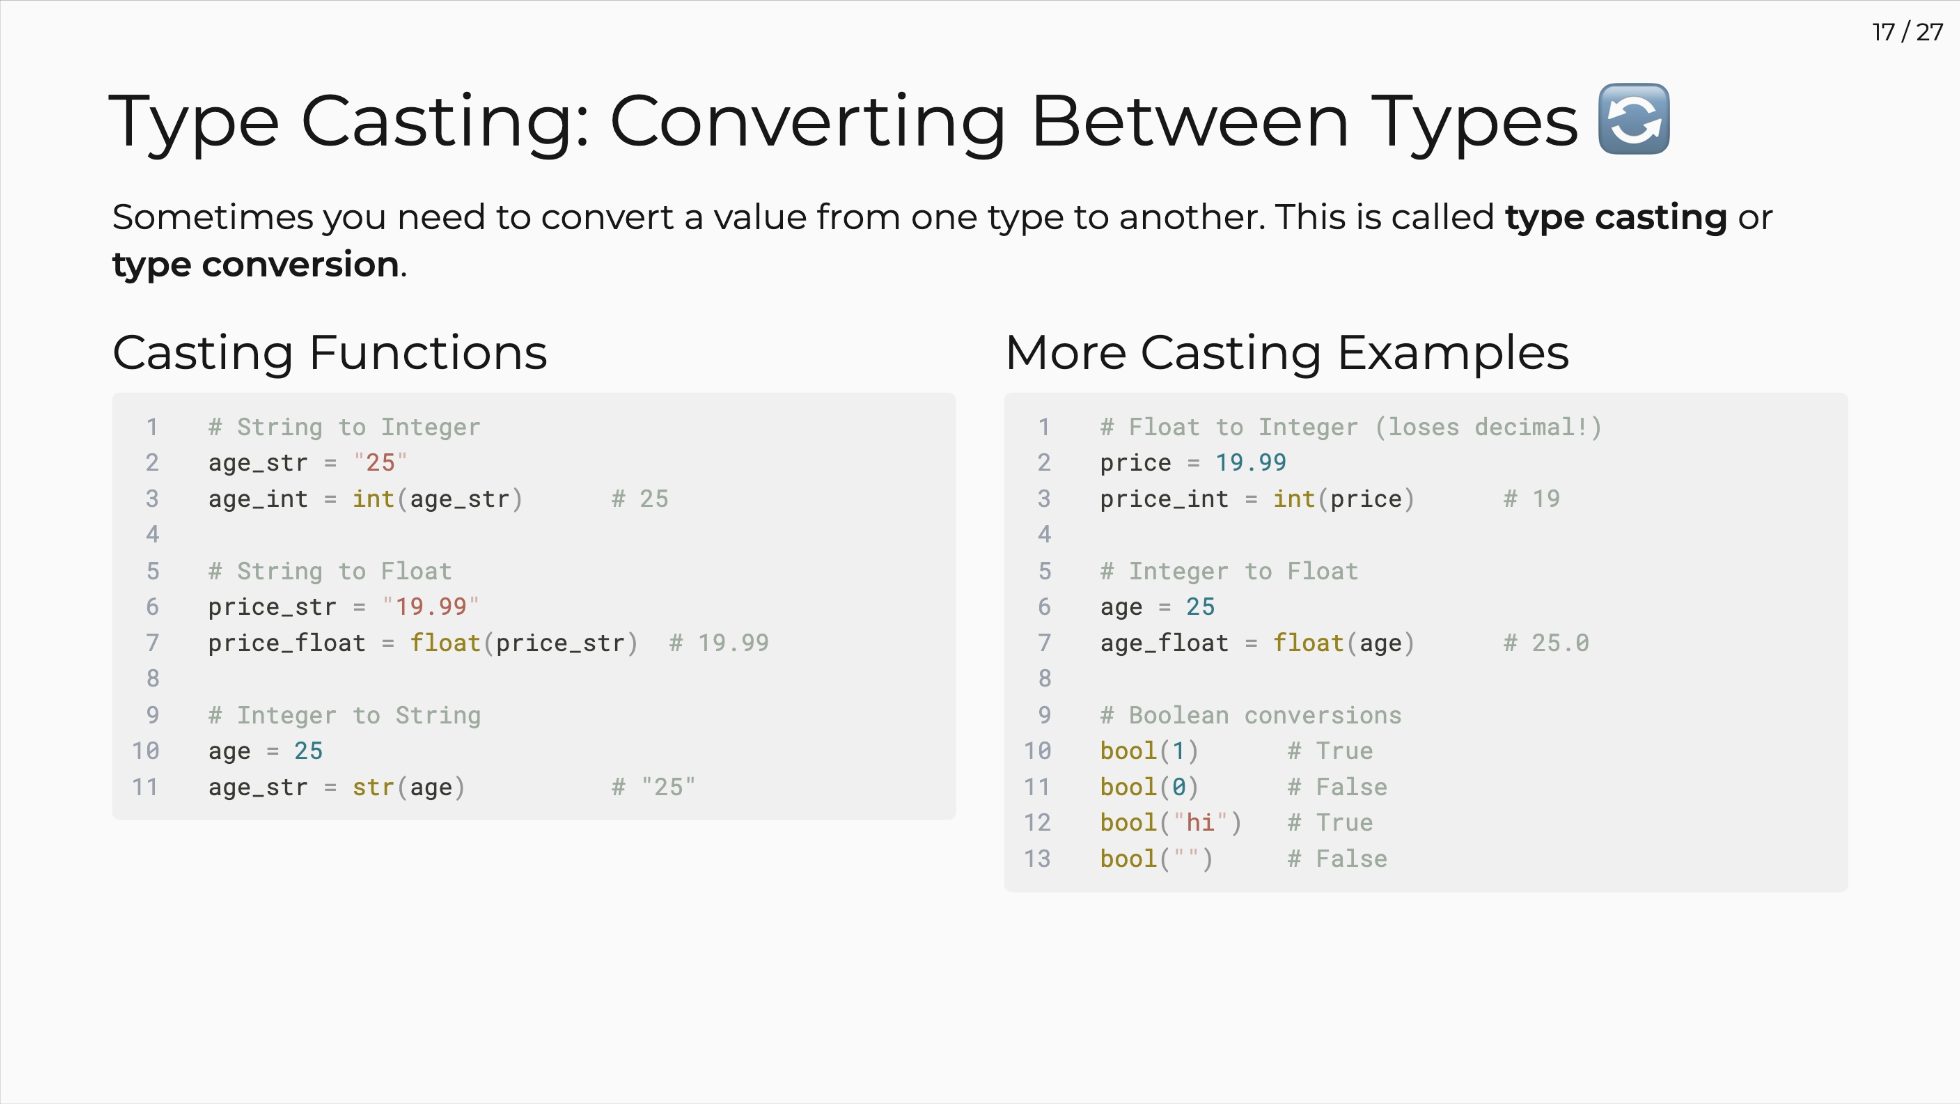 17 / 27
Type Casting: Converting Between Types 🔄
Sometimes you need to convert a value from one type to another. This is called type casting or
type conversion.
Casting Functions
1 # String to Integer
2 age_str = "25"
3 age_int = int(age_str)      # 25
4
5 # String to Float
6 price_str = "19.99"
7 price_float = float(price_str)  # 19.99
8
9 # Integer to String
10 age = 25
11 age_str = str(age)          # "25"
More Casting Examples
1 # Float to Integer (loses decimal!)
2 price = 19.99
3 price_int = int(price)      # 19
4
5 # Integer to Float
6 age = 25
7 age_float = float(age)      # 25.0
8
9 # Boolean conversions
10 bool(1)      # True
11 bool(0)      # False
12 bool("hi")   # True
13 bool("")     # False